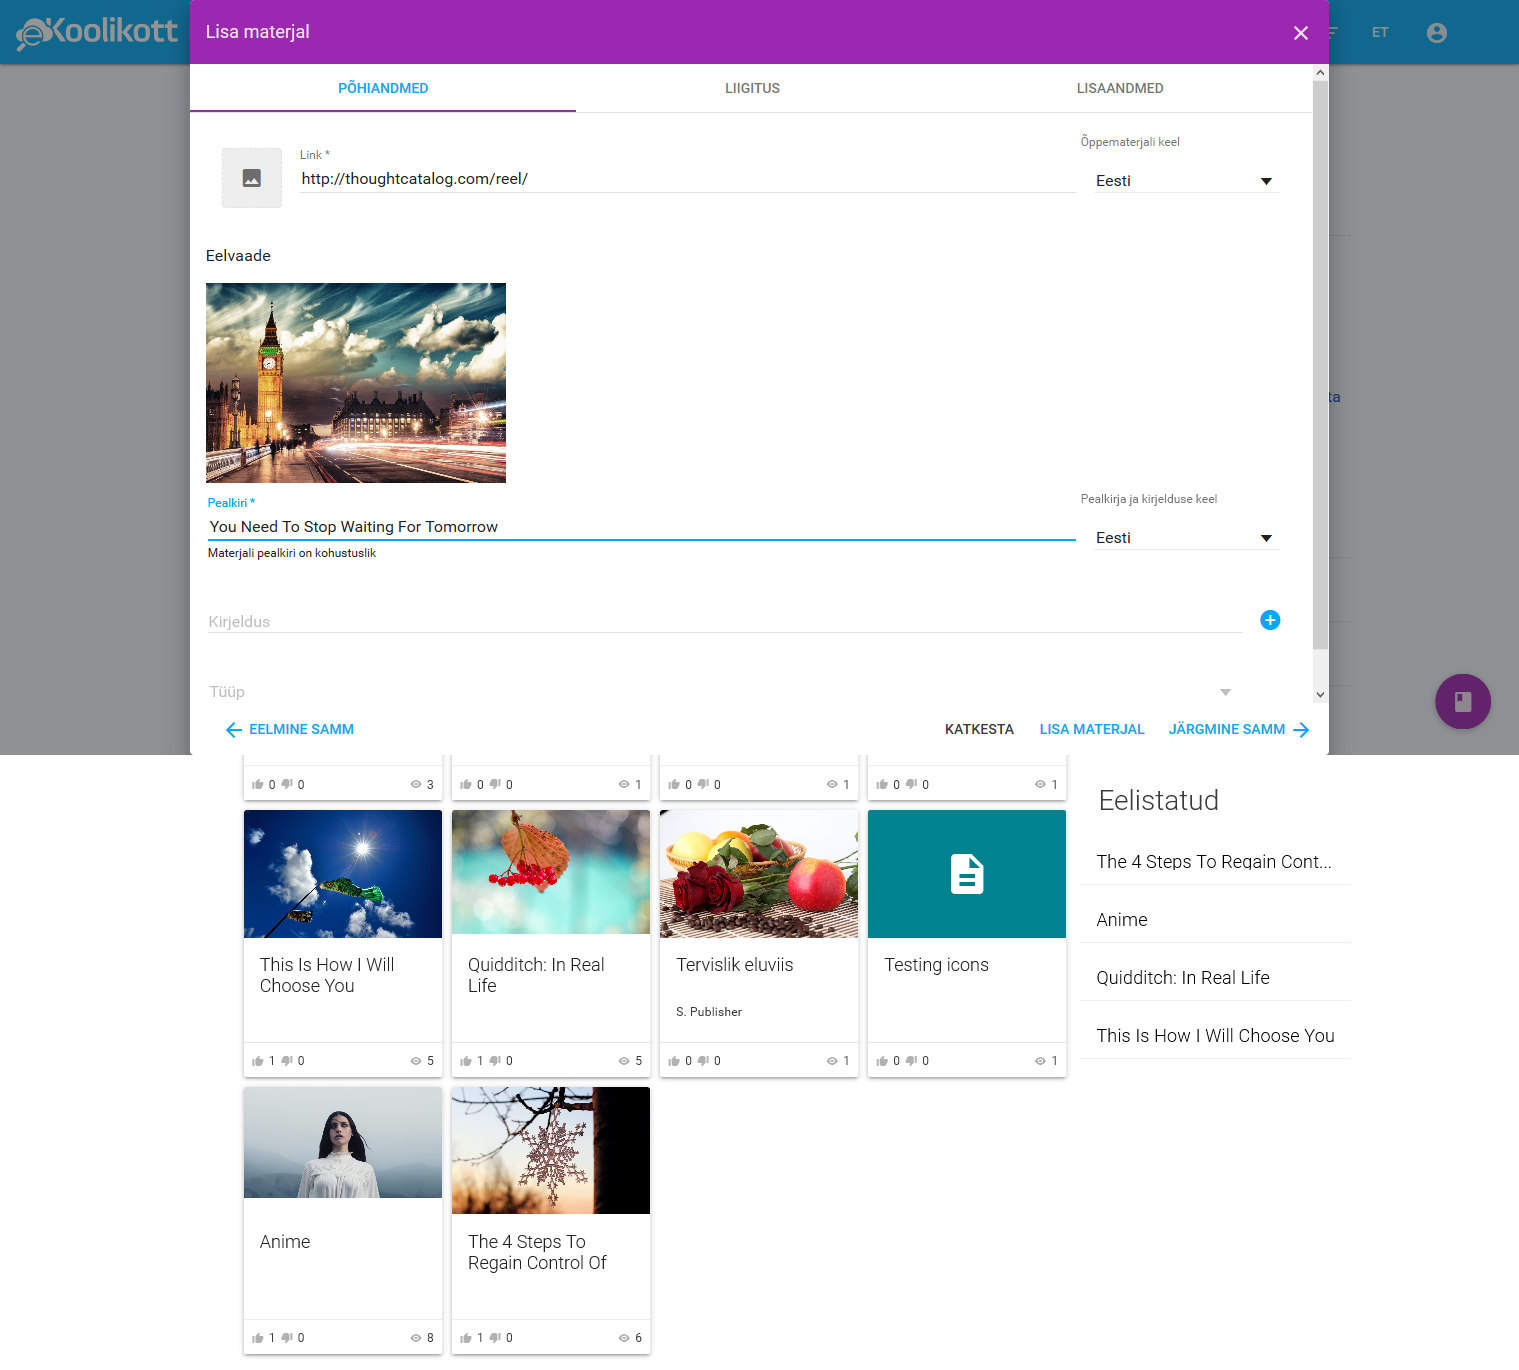 eKoolikott
Lisa materjal
ET
PÕHIANDMED
LIIGITUS
LISAANDMED
Link *
Õppematerjali keel
http://thoughtcatalog.com/reel/
Eesti
Eelvaade
ta
Pealkiri *
Pealkirja ja kirjelduse keel
You Need To Stop Waiting For Tomorrow
Eesti
Materjali pealkiri on kohustuslik
Kirjeldus
Tüüp
EELMINE SAMM
KATKESTA
LISA MATERJAL
JÄRGMINE SAMM
0 0 3
0 0 1
0 0 1
0 0 1
Eelistatud
The 4 Steps To Regain Cont...
Anime
Quidditch: In Real Life
This Is How I Will Choose You
This Is How I Will
Choose You
1 0 5
Quidditch: In Real
Life
1 0 5
Tervislik eluviis
S. Publisher
0 0 1
Testing icons
0 0 1
Anime
1 0 8
The 4 Steps To
Regain Control Of
1 0 6